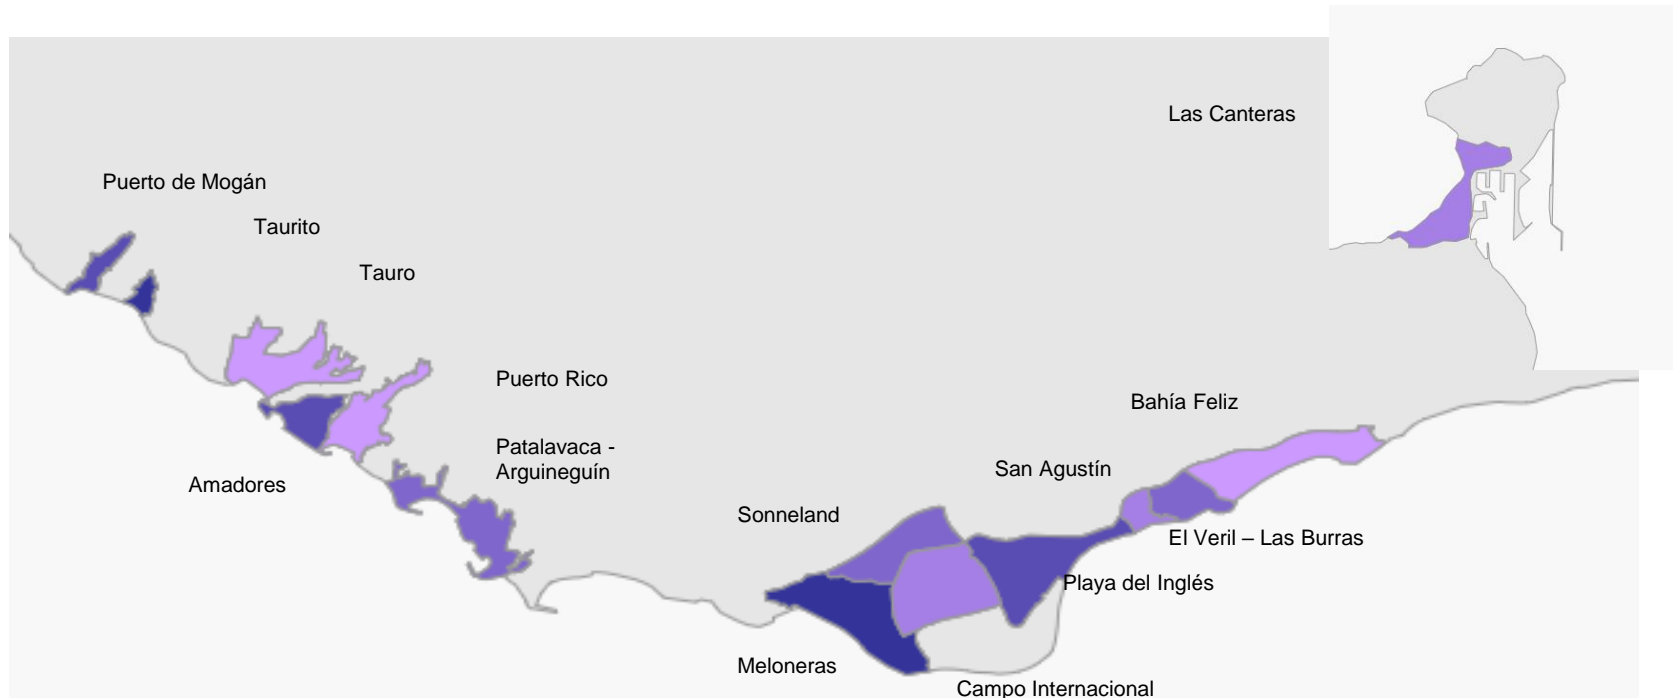 Las Canteras
Puerto de Mogán
Taurito
Tauro
Puerto Rico
Bahía Feliz
Patalavaca -
Arguineguín
San Agustín
Amadores
Sonneland
El Veril – Las Burras
Playa del Inglés
Meloneras
Campo Internacional